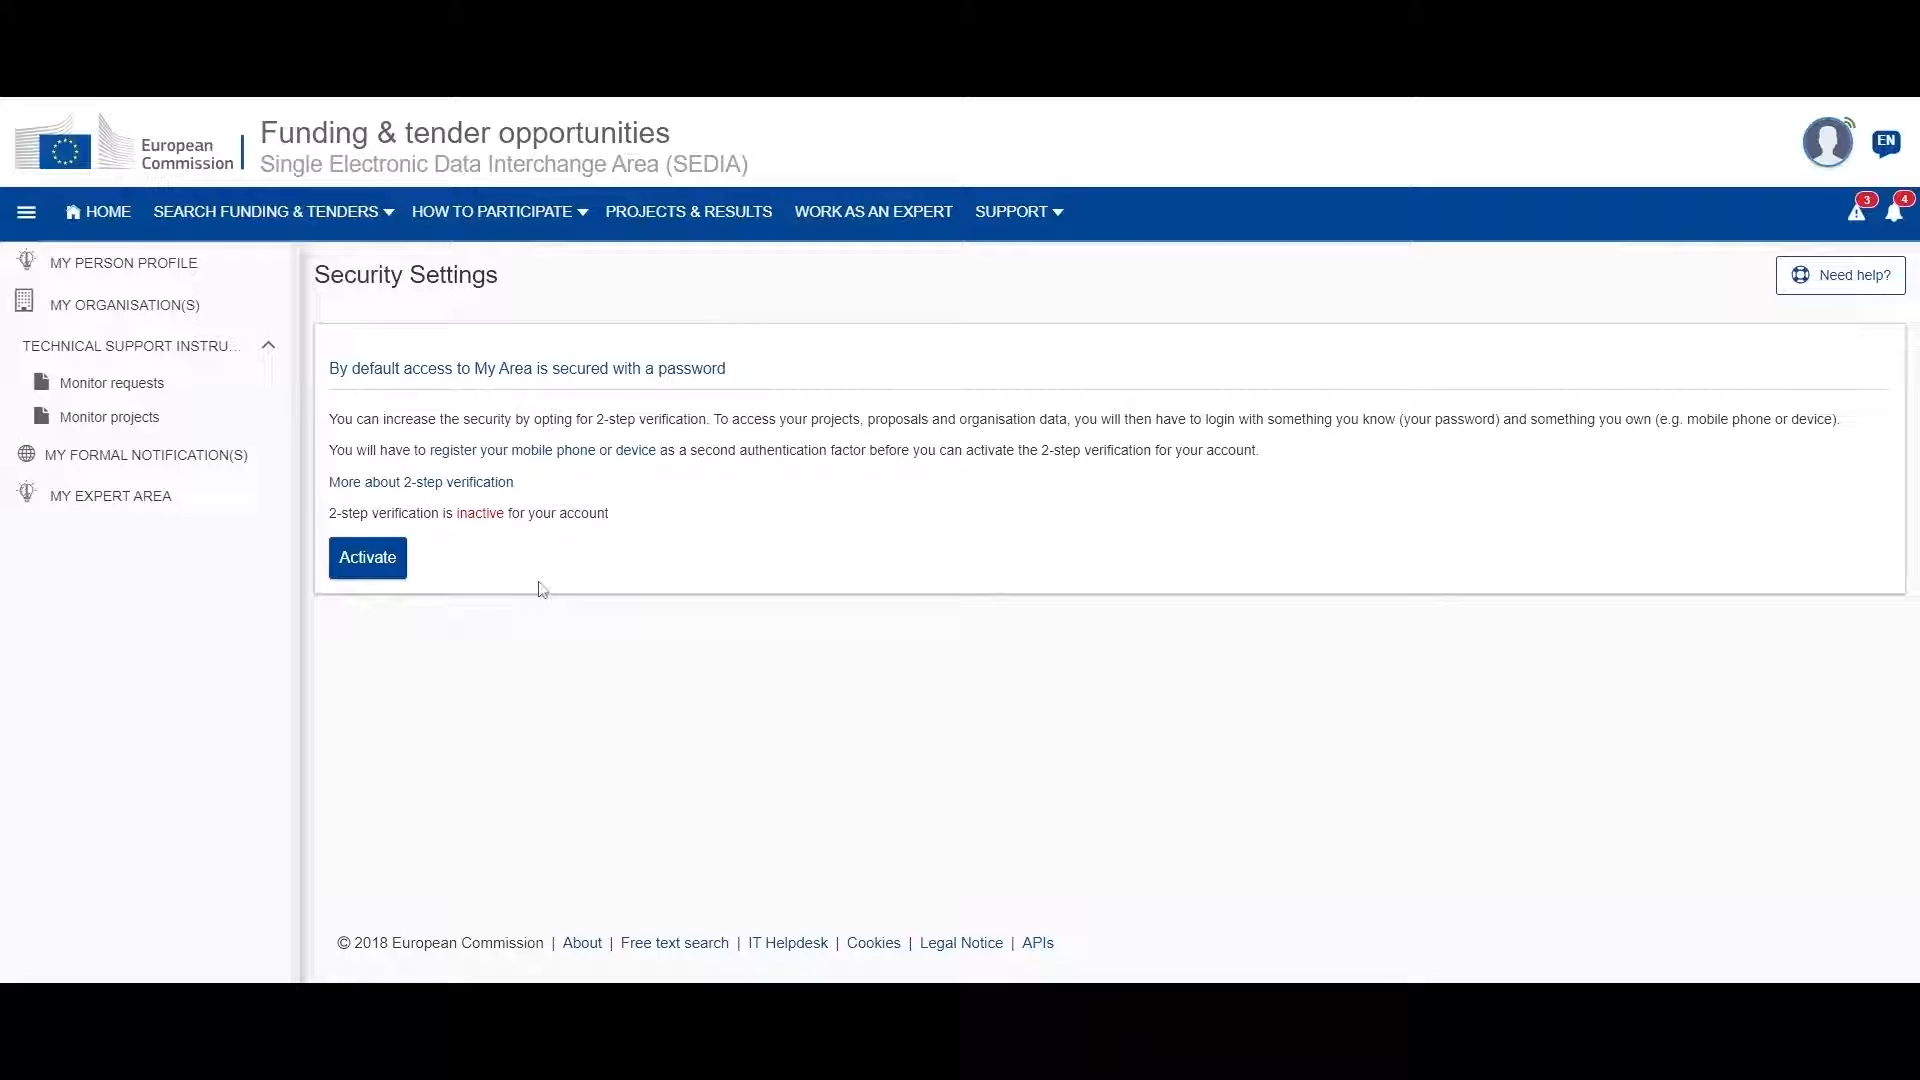 European
Commission
Funding & tender opportunities
Single Electronic Data Interchange Area (SEDIA)
EN
HOME SEARCH FUNDING & TENDERS HOW TO PARTICIPATE PROJECTS & RESULTS WORK AS AN EXPERT SUPPORT 3 4
MY PERSON PROFILE
MY ORGANISATION(S)
TECHNICAL SUPPORT INSTRU...
Monitor requests
Monitor projects
MY FORMAL NOTIFICATION(S)
MY EXPERT AREA
Security Settings
Need help?
By default access to My Area is secured with a password
You can increase the security by opting for 2-step verification. To access your projects, proposals and organisation data, you will then have to login with something you know (your password) and something you own (e.g. mobile phone or device).
You will have to register your mobile phone or device as a second authentication factor before you can activate the 2-step verification for your account.
More about 2-step verification
2-step verification is inactive for your account
Activate
© 2018 European Commission | About | Free text search | IT Helpdesk | Cookies | Legal Notice | APIs